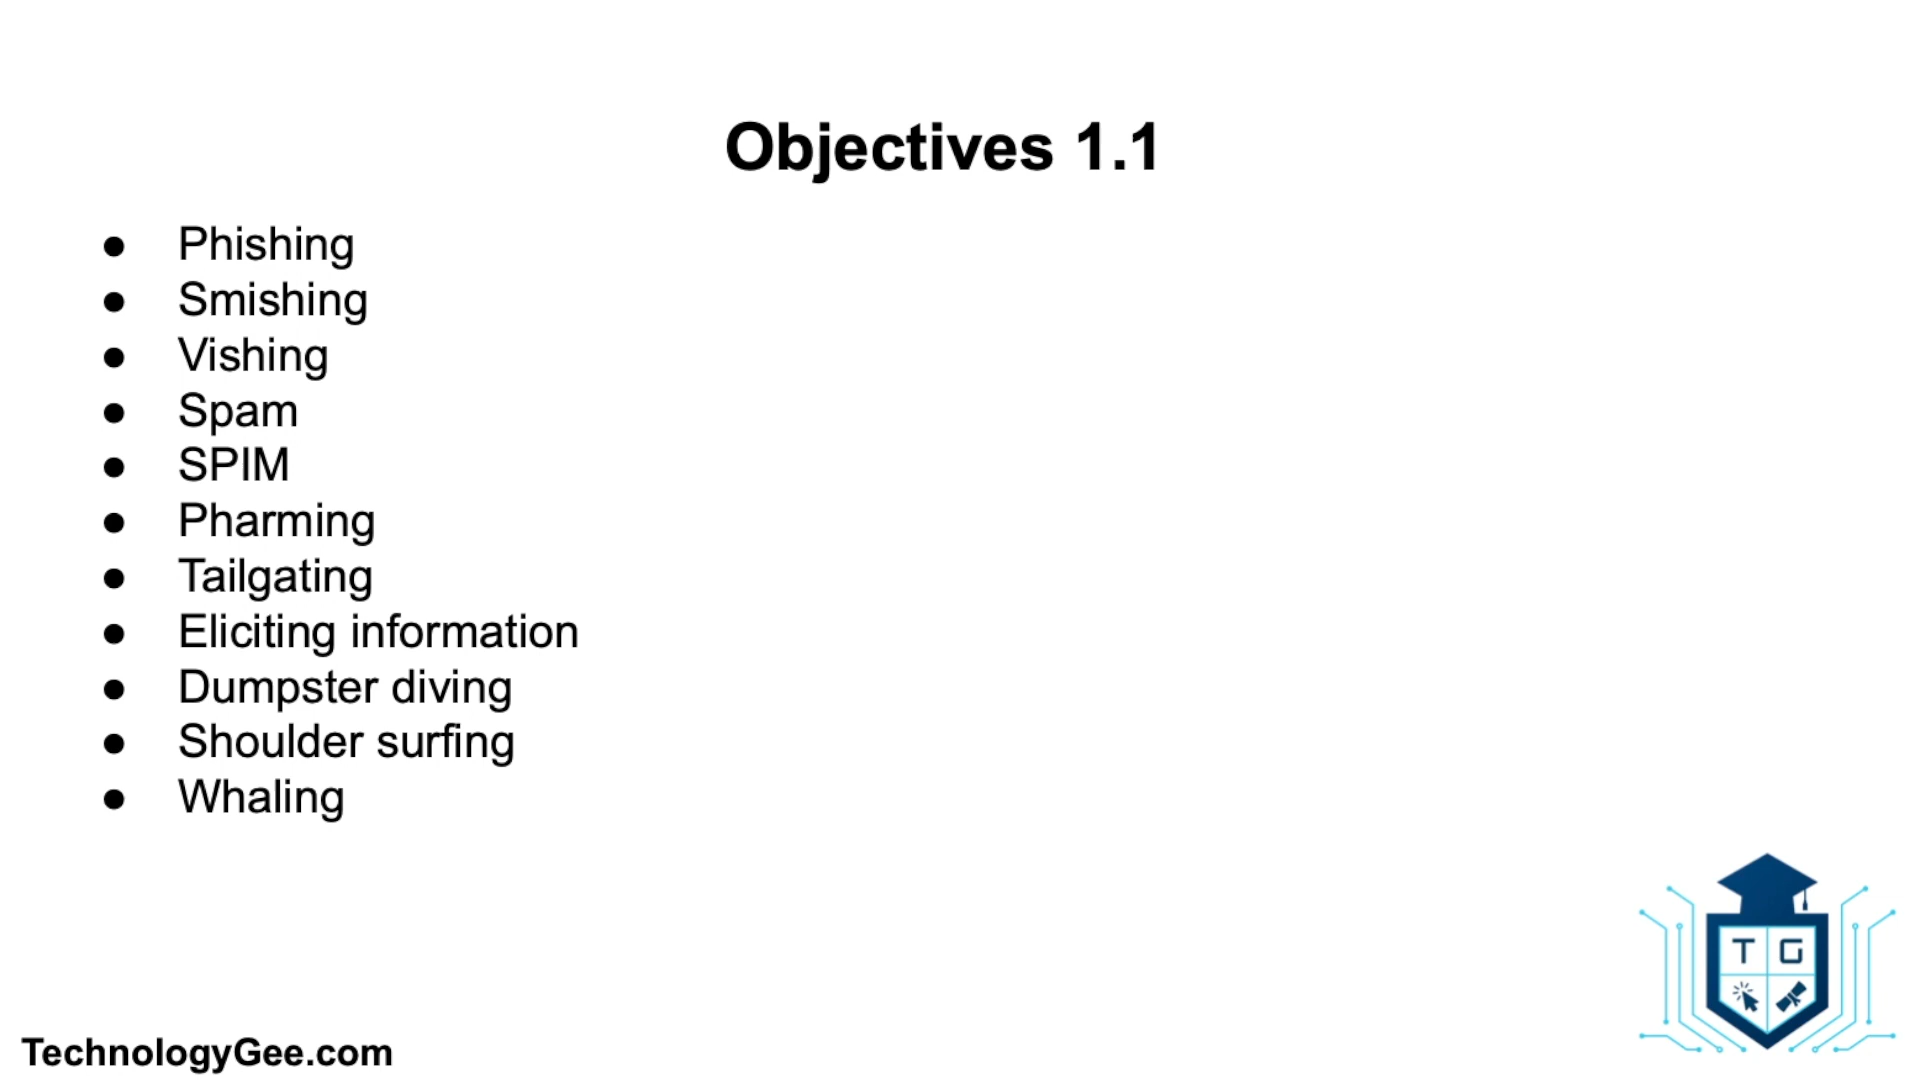 Objectives 1.1
● Phishing
● Smishing
● Vishing
● Spam
● SPIM
● Pharming
● Tailgating
● Eliciting information
● Dumpster diving
● Shoulder surfing
● Whaling
T G
TechnologyGee.com